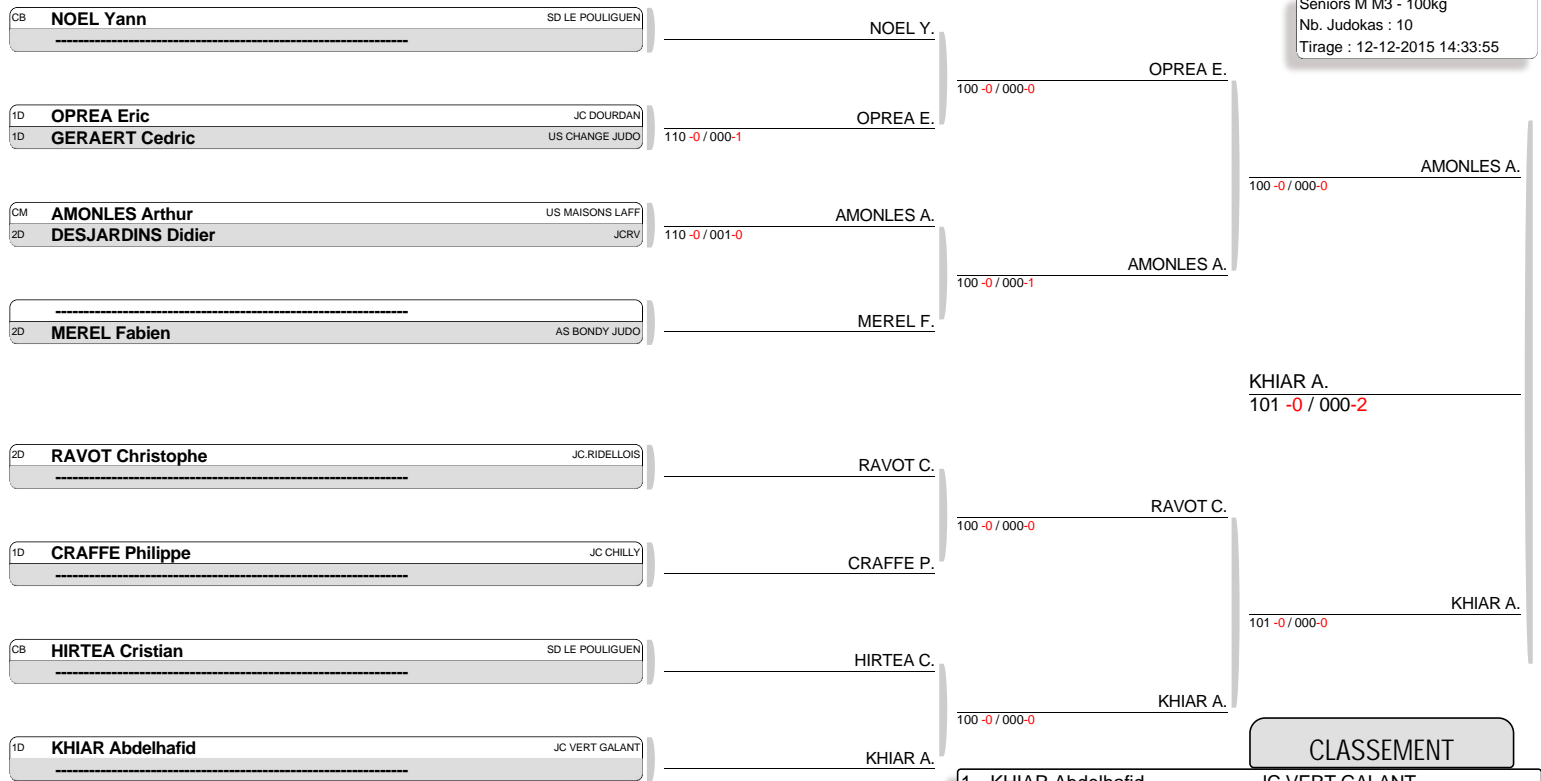 Seniors M M3 - 100kg
Nb. Judokas : 10
Tirage : 12-12-2015 14:33:55
CB NOEL Yann SD LE POULIGUEN
----------------------------------------------------------------
NOEL Y.
OPREA E.
100 -0 / 000-0
1D OPREA Eric JC DOURDAN
1D GERAERT Cedric US CHANGE JUDO
OPREA E.
110 -0 / 000-1
AMONLES A.
100 -0 / 000-0
CM AMONLES Arthur US MAISONS LAFF
2D DESJARDINS Didier JCRV
AMONLES A.
110 -0 / 001-0
AMONLES A.
100 -0 / 000-1
----------------------------------------------------------------
2D MEREL Fabien AS BONDY JUDO
MEREL F.
KHIAR A.
101 -0 / 000-2
2D RAVOT Christophe JC.RIDELLOIS
----------------------------------------------------------------
RAVOT C.
RAVOT C.
100 -0 / 000-0
1D CRAFFE Philippe JC CHILLY
----------------------------------------------------------------
CRAFFE P.
KHIAR A.
101 -0 / 000-0
CB HIRTEA Cristian SD LE POULIGUEN
----------------------------------------------------------------
HIRTEA C.
KHIAR A.
100 -0 / 000-0
1D KHIAR Abdelhafid JC VERT GALANT
----------------------------------------------------------------
KHIAR A.
CLASSEMENT
1 KHIAR Abdelhafid JC VERT GALANT